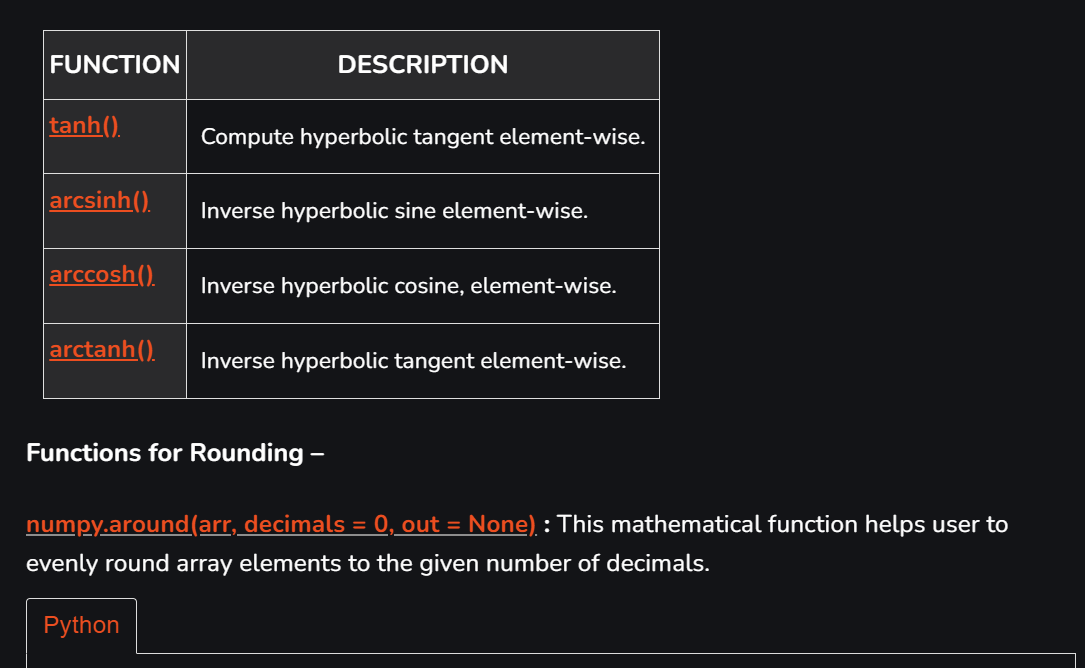 FUNCTION DESCRIPTION
tanh() Compute hyperbolic tangent element-wise.
arcsinh() Inverse hyperbolic sine element-wise.
arccosh() Inverse hyperbolic cosine, element-wise.
arctanh() Inverse hyperbolic tangent element-wise.
Functions for Rounding –
numpy.around(arr, decimals = 0, out = None) : This mathematical function helps user to
evenly round array elements to the given number of decimals.
Python